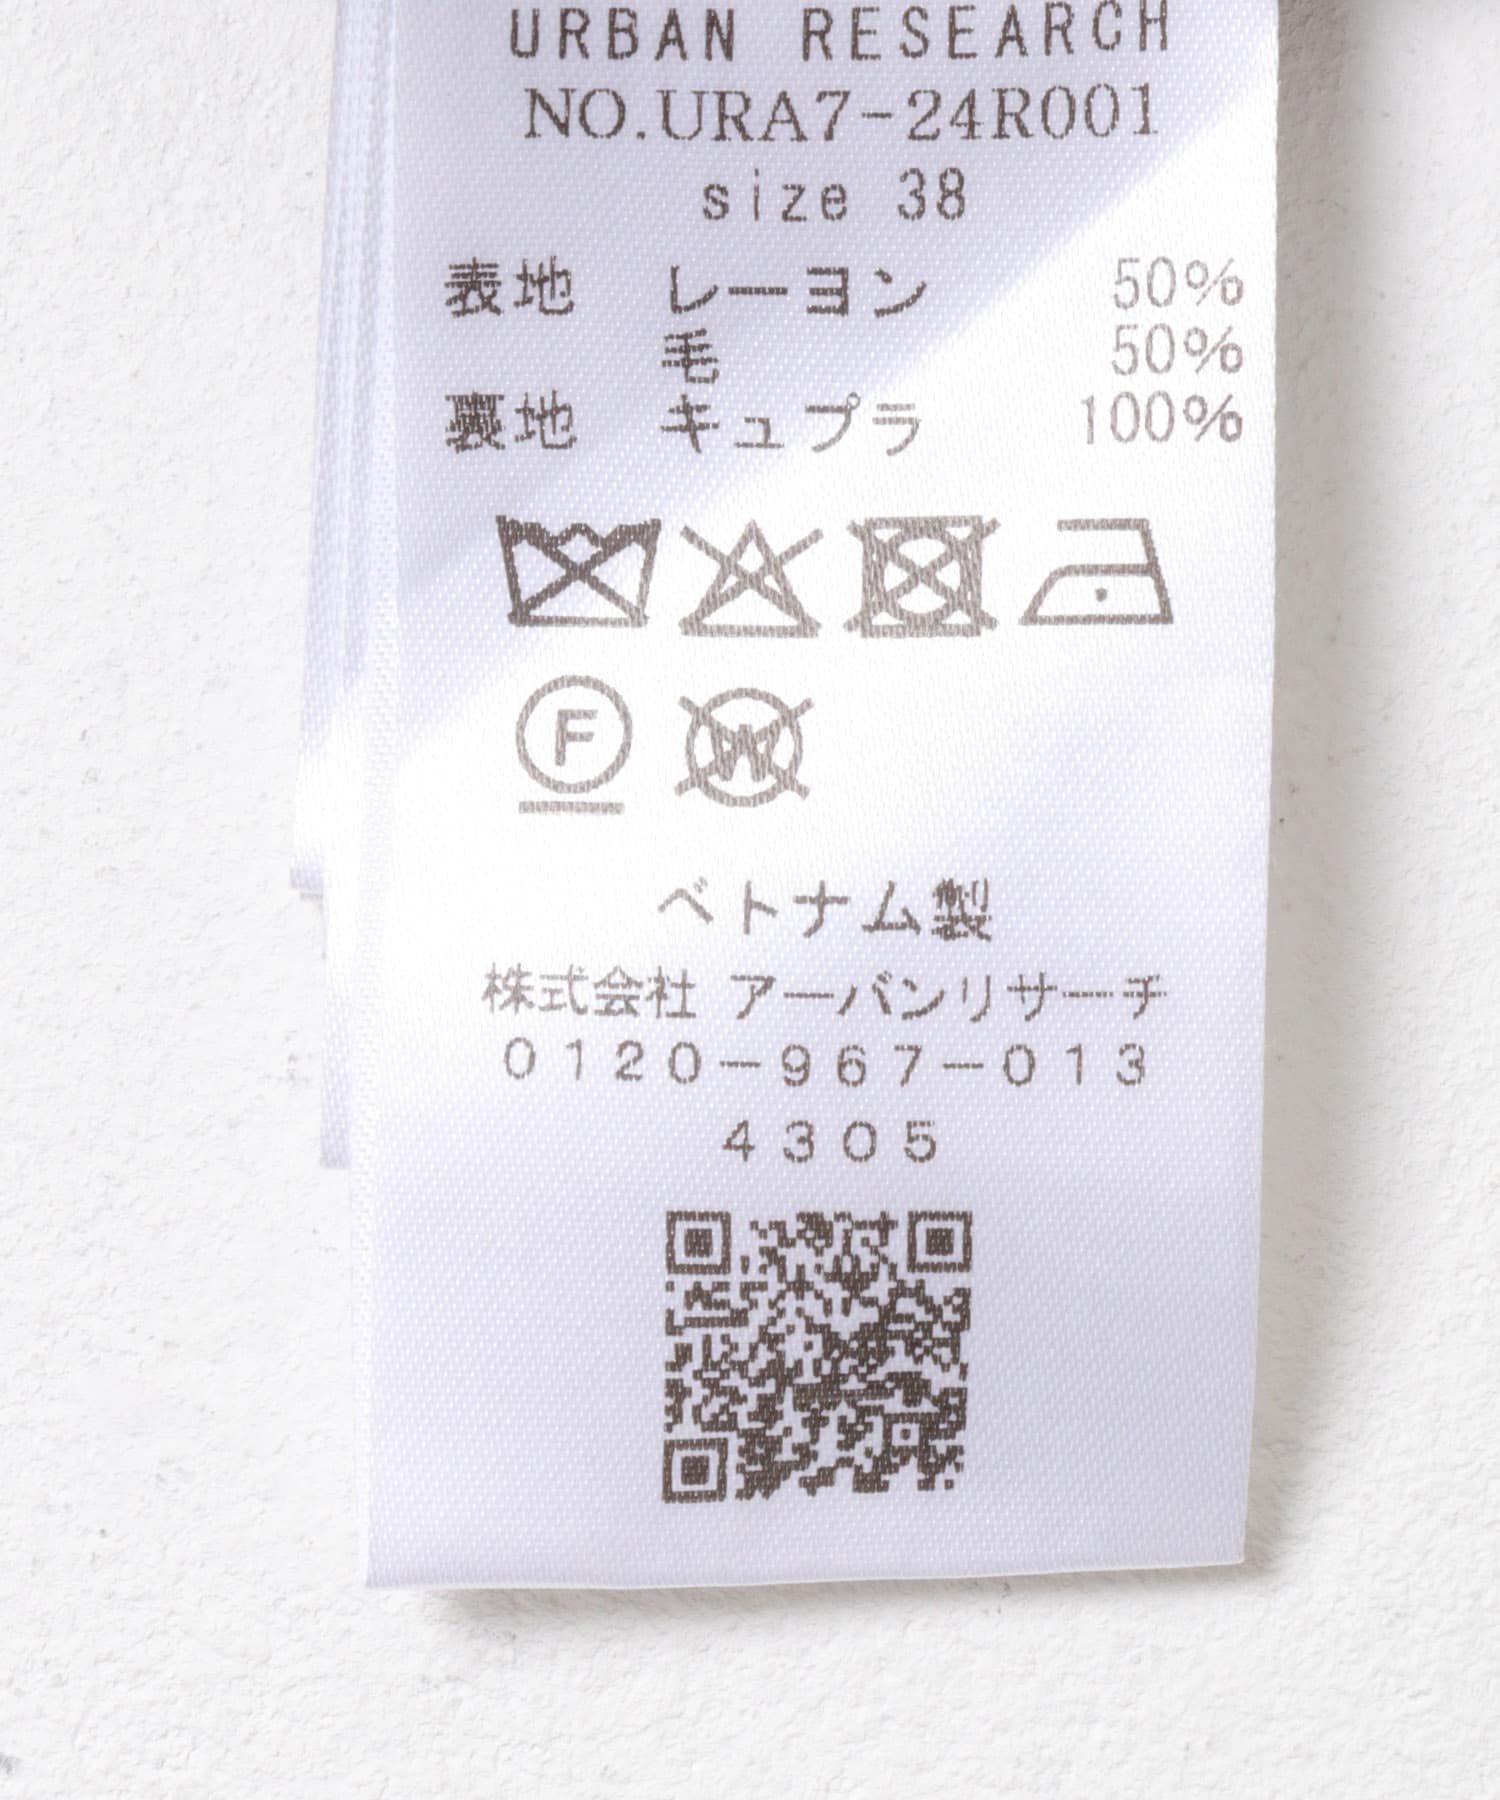 URBAN RESEARCH
NO.URA7-24R001
size 38
表地 レーヨン 50%
毛 50%
裏地 キュプラ 100%
F W
ベトナム製
株式会社 アーバンリサーチ
0120-967-013
4305